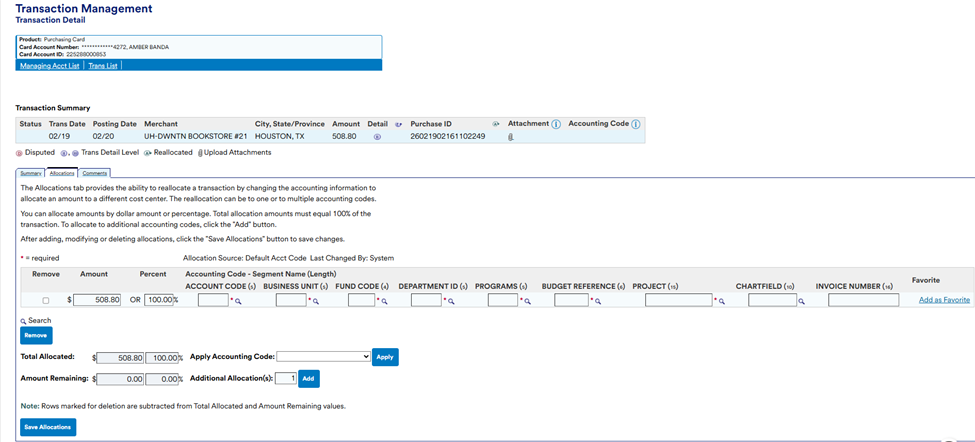 Transaction Management
Transaction Detail
Product: Purchasing Card
Card Account Number: ************4272, AMBER BANDA
Card Account ID: 225288000853
Managing Acct List | Trans List |
Transaction Summary
Status Trans Date Posting Date Merchant City, State/Province Amount Detail Purchase ID Attachment Accounting Code
02/19 02/20 UH-DWNTN BOOKSTORE #21 HOUSTON, TX 508.80 26021902161102249
Disputed , Trans Detail Level Reallocated Upload Attachments
Summary Allocations Comments
The Allocations tab provides the ability to reallocate a transaction by changing the accounting information to
allocate an amount to a different cost center. The reallocation can be to one or to multiple accounting codes.
You can allocate amounts by dollar amount or percentage. Total allocation amounts must equal 100% of the
transaction. To allocate to additional accounting codes, click the "Add" button.
After adding, modifying or deleting allocations, click the "Save Allocations" button to save changes.
* = required Allocation Source: Default Acct Code Last Changed By: System
Remove Amount Percent Accounting Code - Segment Name (Length) Favorite
ACCOUNT CODE (5) BUSINESS UNIT (5) FUND CODE (4) DEPARTMENT ID (5) PROGRAMS (5) BUDGET REFERENCE (6) PROJECT (15) CHARTFIELD (10) INVOICE NUMBER (16)
$ 508.80 OR 100.00% * * * * * * * Add as Favorite
Search
Remove
Total Allocated: $ 508.80 100.00% Apply Accounting Code: Apply
Amount Remaining: $ 0.00 0.00% Additional Allocation(s): 1 Add
Note: Rows marked for deletion are subtracted from Total Allocated and Amount Remaining values.
Save Allocations